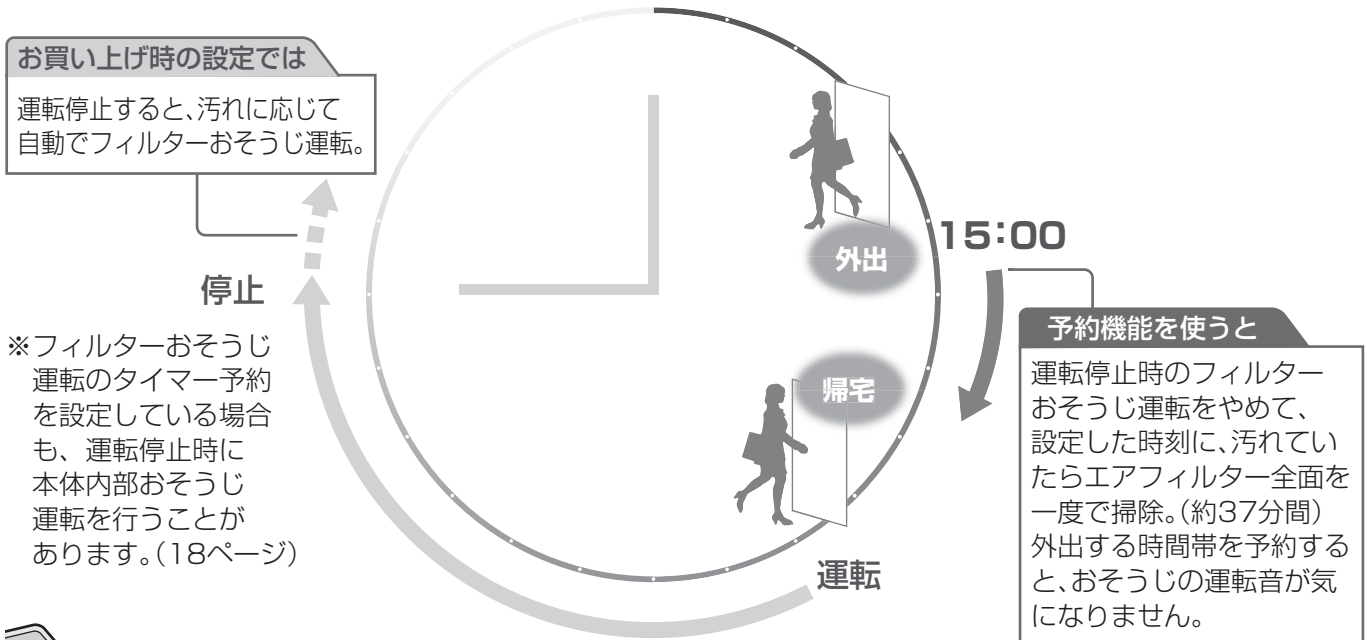 お買い上げ時の設定では
運転停止すると、汚れに応じて
自動でフィルターおそうじ運転。
停止
※フィルターおそうじ
運転のタイマー予約
を設定している場合
も、運転停止時に
本体内部おそうじ
運転を行うことが
あります。(18ページ)
外出
15:00
帰宅
運転
予約機能を使うと
運転停止時のフィルター
おそうじ運転をやめて、
設定した時刻に、汚れてい
たらエアフィルター全面を
一度で掃除。(約37分間)
外出する時間帯を予約する
と、おそうじの運転音が気
になりません。